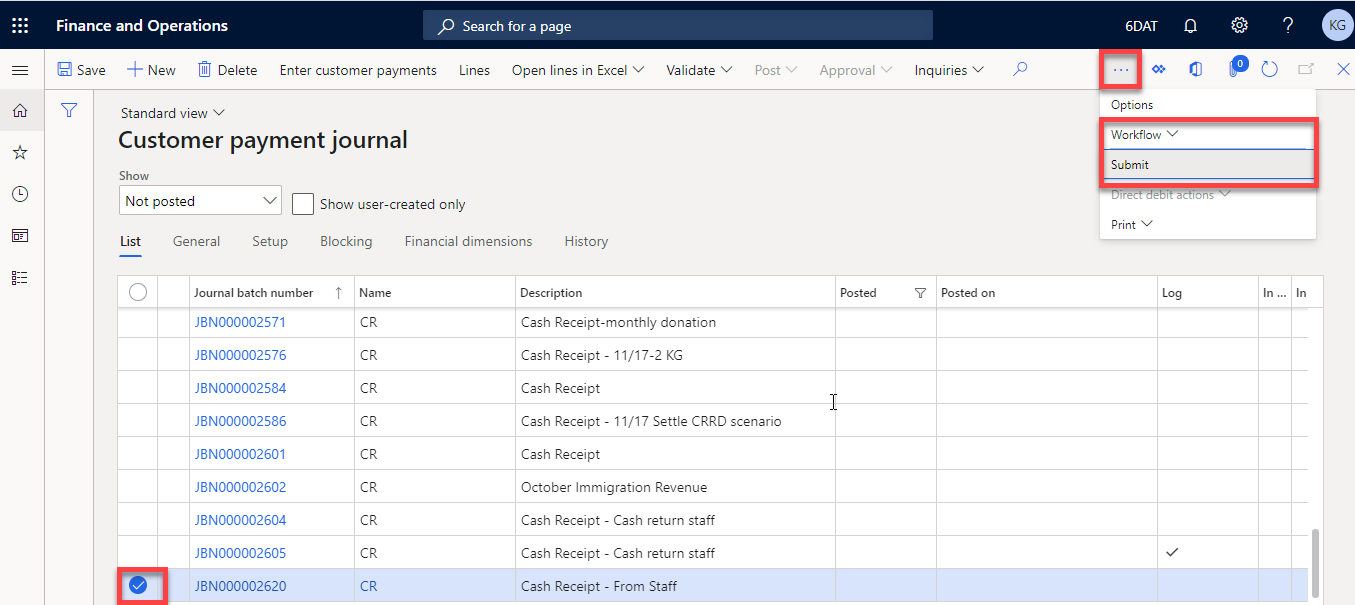 Finance and Operations Search for a page 6DAT KG
Save New Delete Enter customer payments Lines Open lines in Excel Validate Post Approval Inquiries ... 0
Options
Workflow
Submit
Direct debit actions
Print
Standard view
Customer payment journal
Show
Not posted Show user-created only
List General Setup Blocking Financial dimensions History
Journal batch number Name Description Posted Posted on Log In ... In
JBN000002571 CR Cash Receipt-monthly donation
JBN000002576 CR Cash Receipt - 11/17-2 KG
JBN000002584 CR Cash Receipt
JBN000002586 CR Cash Receipt - 11/17 Settle CRRD scenario
JBN000002601 CR Cash Receipt
JBN000002602 CR October Immigration Revenue
JBN000002604 CR Cash Receipt - Cash return staff
JBN000002605 CR Cash Receipt - Cash return staff
JBN000002620 CR Cash Receipt - From Staff